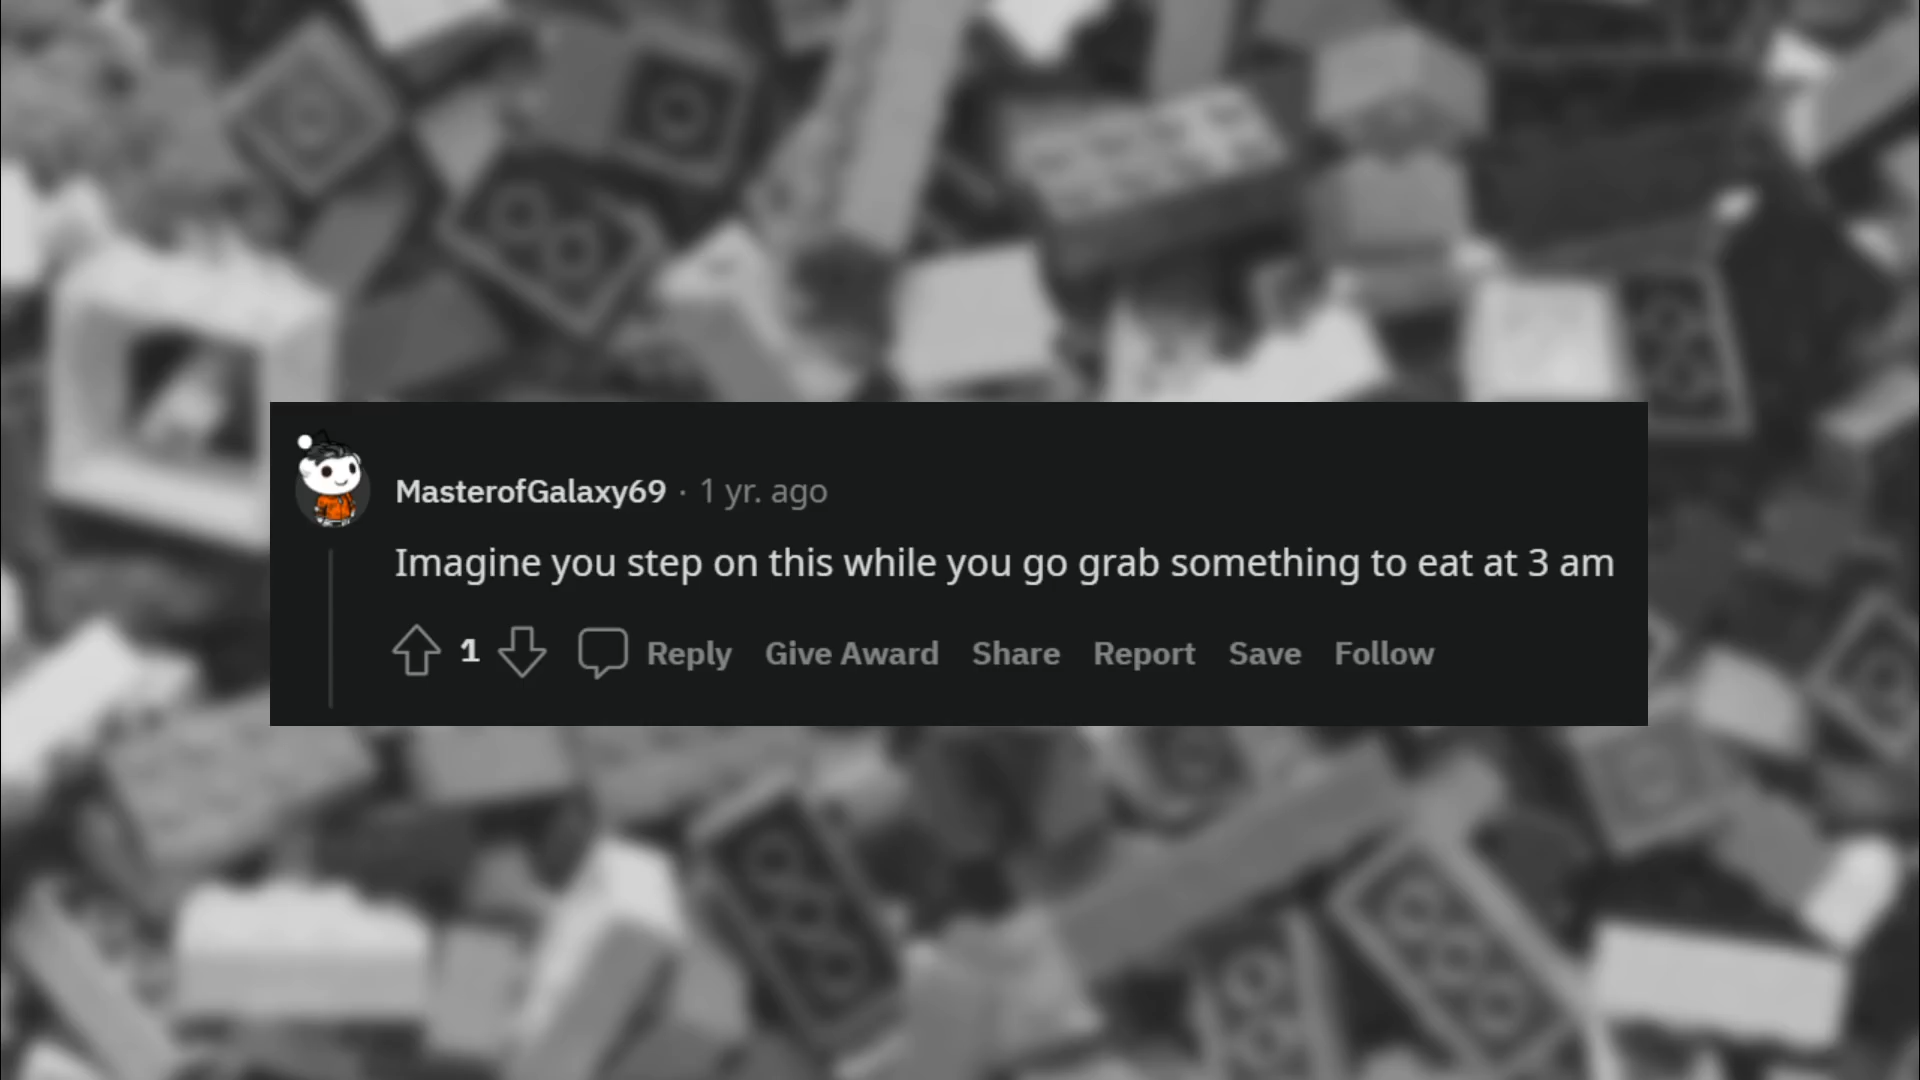 MasterofGalaxy69 · 1 yr. ago
Imagine you step on this while you go grab something to eat at 3 am
1 Reply Give Award Share Report Save Follow